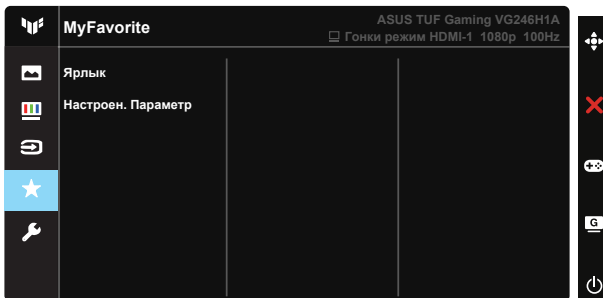 MyFavorite
ASUS TUF Gaming VG246H1A
Гонки режим HDMI-1 1080p 100Hz
Ярлык
Настроен. Параметр
G